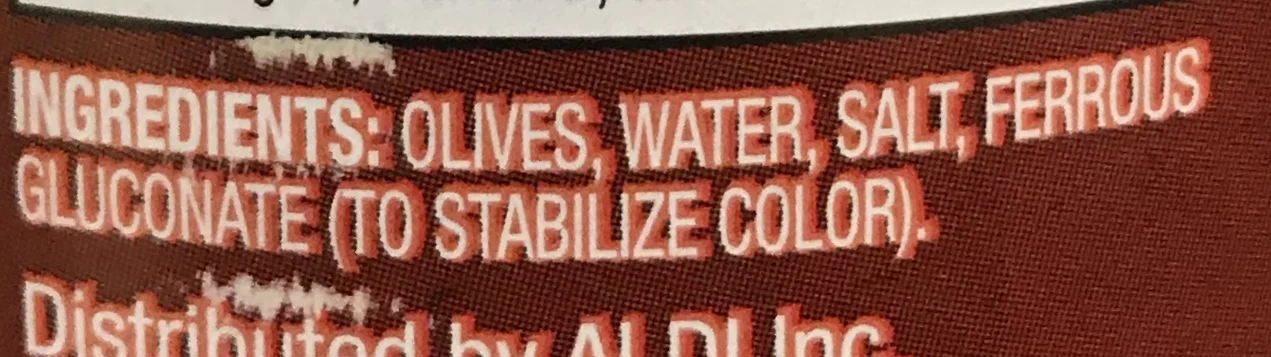 INGREDIENTS: OLIVES, WATER, SALT, FERROUS
GLUCONATE (TO STABILIZE COLOR).
Distributed by ALDI Inc.